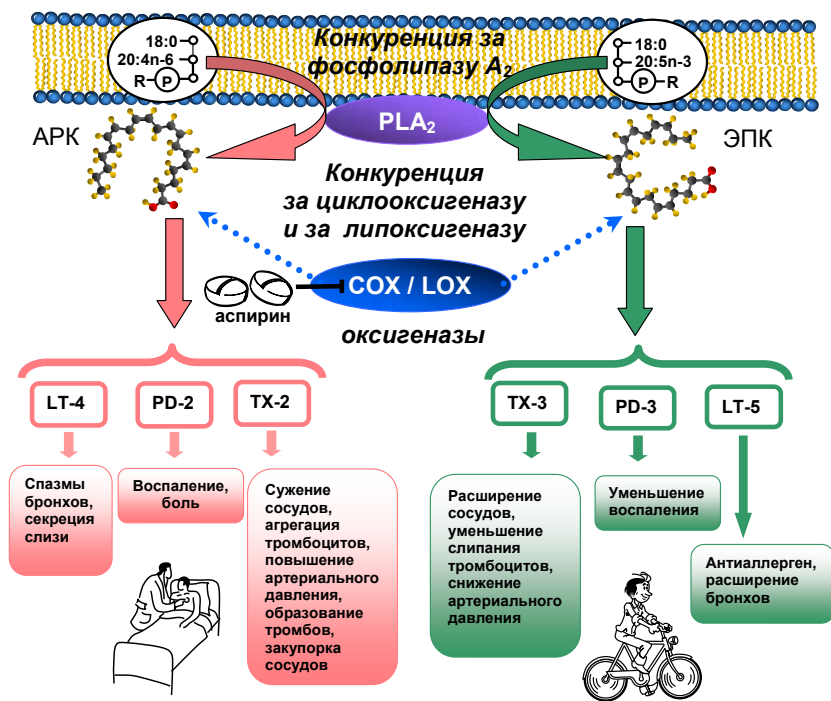 Конкуренция за
фосфолипазу А₂
18:0
20:4n-6
R
P
18:0
20:5n-3
P
R
PLA₂
АРК
ЭПК
Конкуренция
за циклооксигеназу
и за липоксигеназу
COX / LOX
аспирин
оксигеназы
LT-4
PD-2
TX-2
TX-3
PD-3
LT-5
Спазмы
бронхов,
секреция
слизи
Воспаление,
боль
Сужение
сосудов,
агрегация
тромбоцитов,
повышение
артериального
давления,
образование
тромбов,
закупорка
сосудов
Расширение
сосудов,
уменьшение
слипания
тромбоцитов,
снижение
артериального
давления
Уменьшение
воспаления
Антиаллерген,
расширение
бронхов